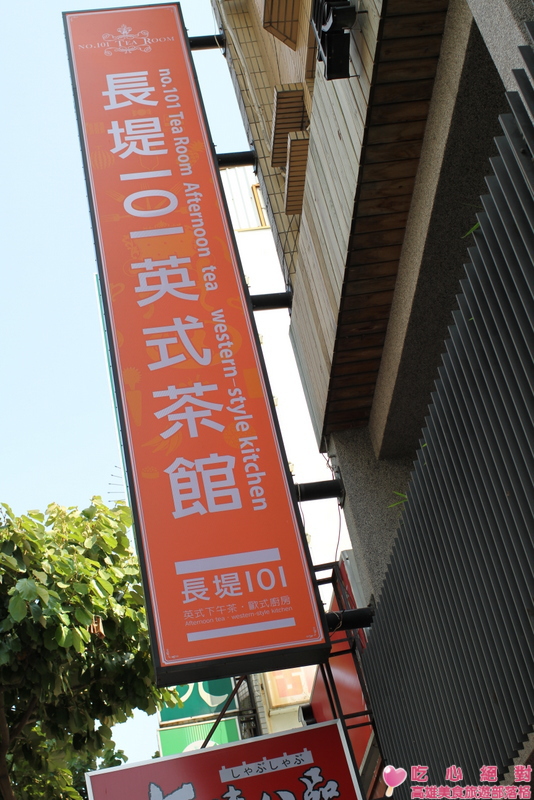 NO.101 TEA ROOM
長堤101英式茶館
no.101 Tea Room Afternoon tea western-style kitchen
長堤101
英式下午茶‧歐式廚房
Afternoon tea‧western-style kitchen
しゃぶしゃぶ
吃心絕對
高雄美食旅遊部落格